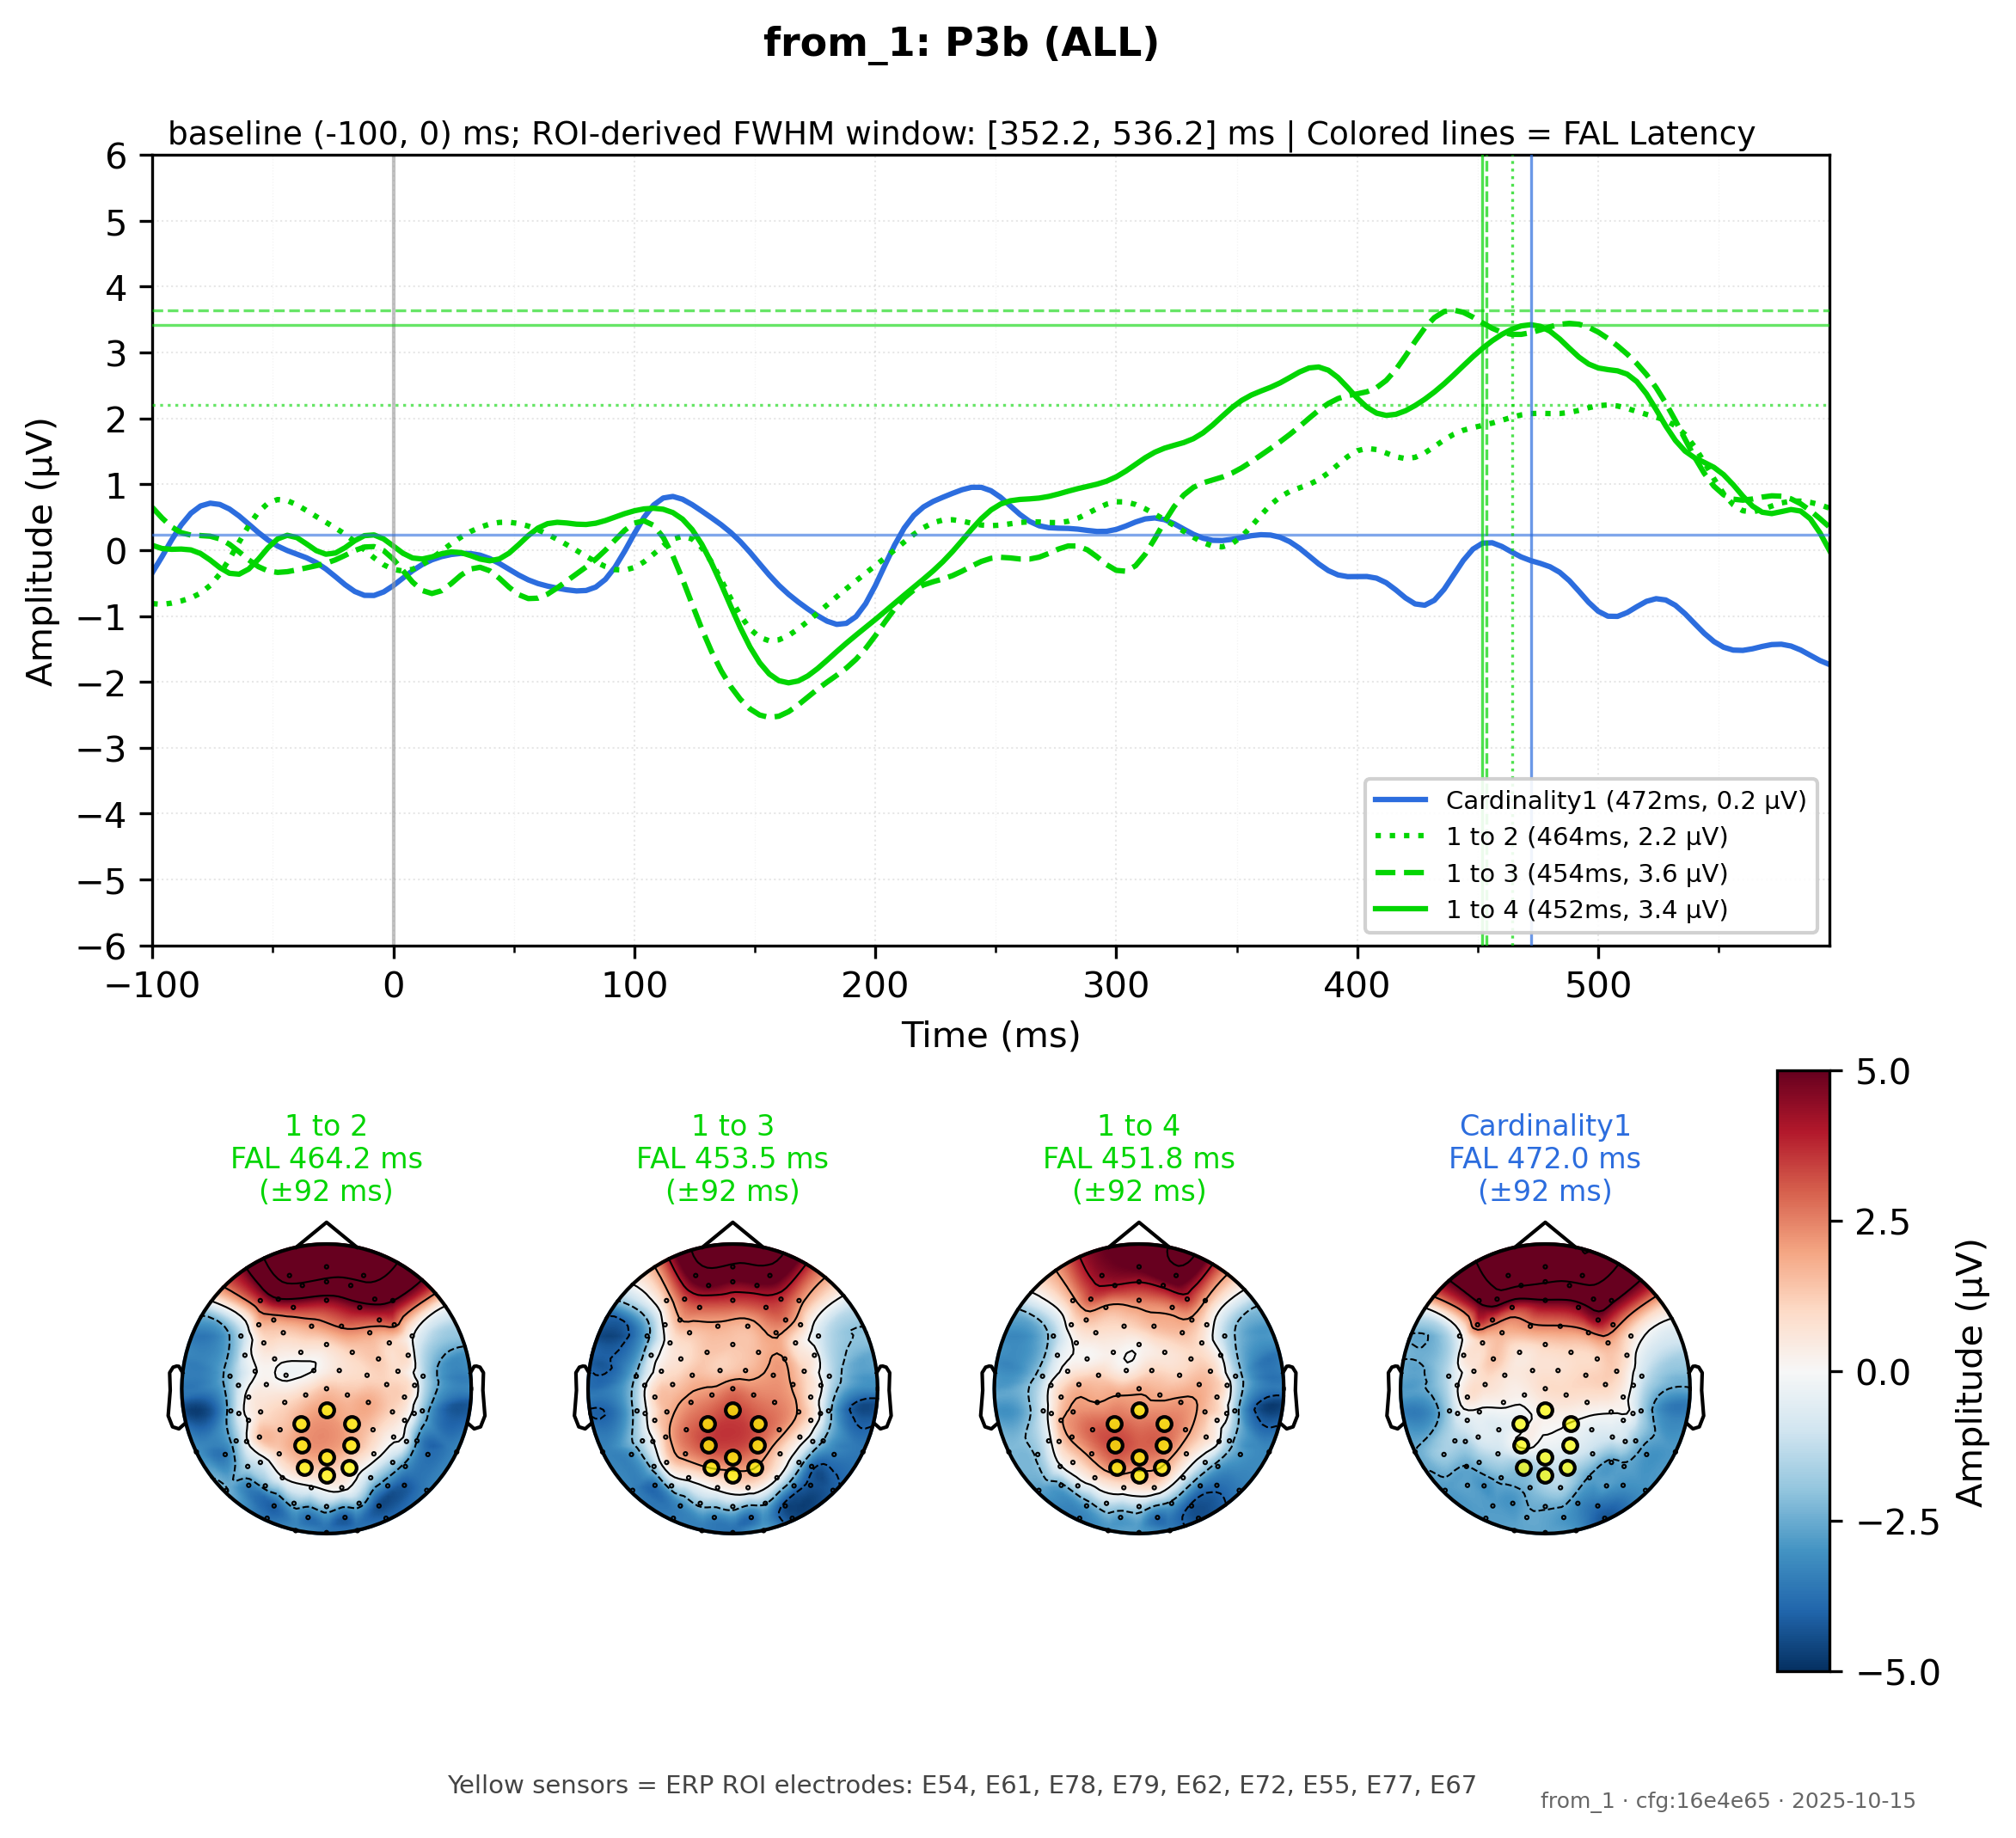 from_1: P3b (ALL)
baseline (-100, 0) ms; ROI-derived FWHM window: [352.2, 536.2] ms | Colored lines = FAL Latency
6
5
4
3
2
1
0
−1
−2
−3
−4
−5
−6
Amplitude (µV)
Cardinality1 (472ms, 0.2 µV)
1 to 2 (464ms, 2.2 µV)
1 to 3 (454ms, 3.6 µV)
1 to 4 (452ms, 3.4 µV)
−100 0 100 200 300 400 500
Time (ms)
1 to 2
FAL 464.2 ms
(±92 ms)
1 to 3
FAL 453.5 ms
(±92 ms)
1 to 4
FAL 451.8 ms
(±92 ms)
Cardinality1
FAL 472.0 ms
(±92 ms)
5.0
2.5
0.0
−2.5
−5.0
Amplitude (µV)
Yellow sensors = ERP ROI electrodes: E54, E61, E78, E79, E62, E72, E55, E77, E67
from_1 · cfg:16e4e65 · 2025-10-15